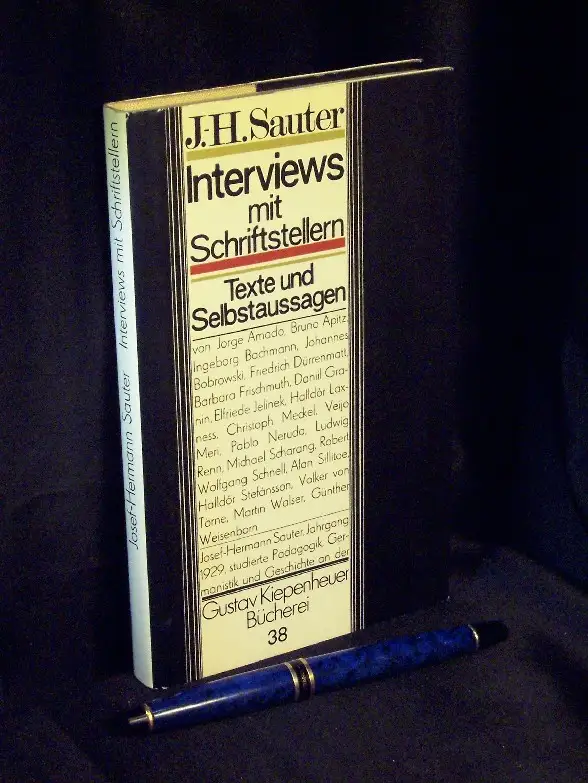 Josef-Hermann Sauter Interviews mit Schriftstellern
J.-H. Sauter
Interviews
mit
Schriftstellern
Texte und
Selbstaussagen
von Jorge Amado, Bruno Apitz,
Ingeborg Bachmann, Johannes
Bobrowski, Friedrich Dürrenmatt,
Barbara Frischmuth, Daniil Gra-
nin, Elfriede Jelinek, Halldór Lax-
ness, Christoph Meckel, Veijo
Meri, Pablo Neruda, Ludwig
Renn, Michael Scharang, Robert
Wolfgang Schnell, Alan Sillitoe,
Halldór Stefánsson, Volker von
Törne, Martin Walser, Günther
Weisenborn
Josef-Hermann Sauter, Jahrgang
1929, studierte Pädagogik, Ger-
manistik und Geschichte an der
Gustav Kiepenheuer
Bücherei
38